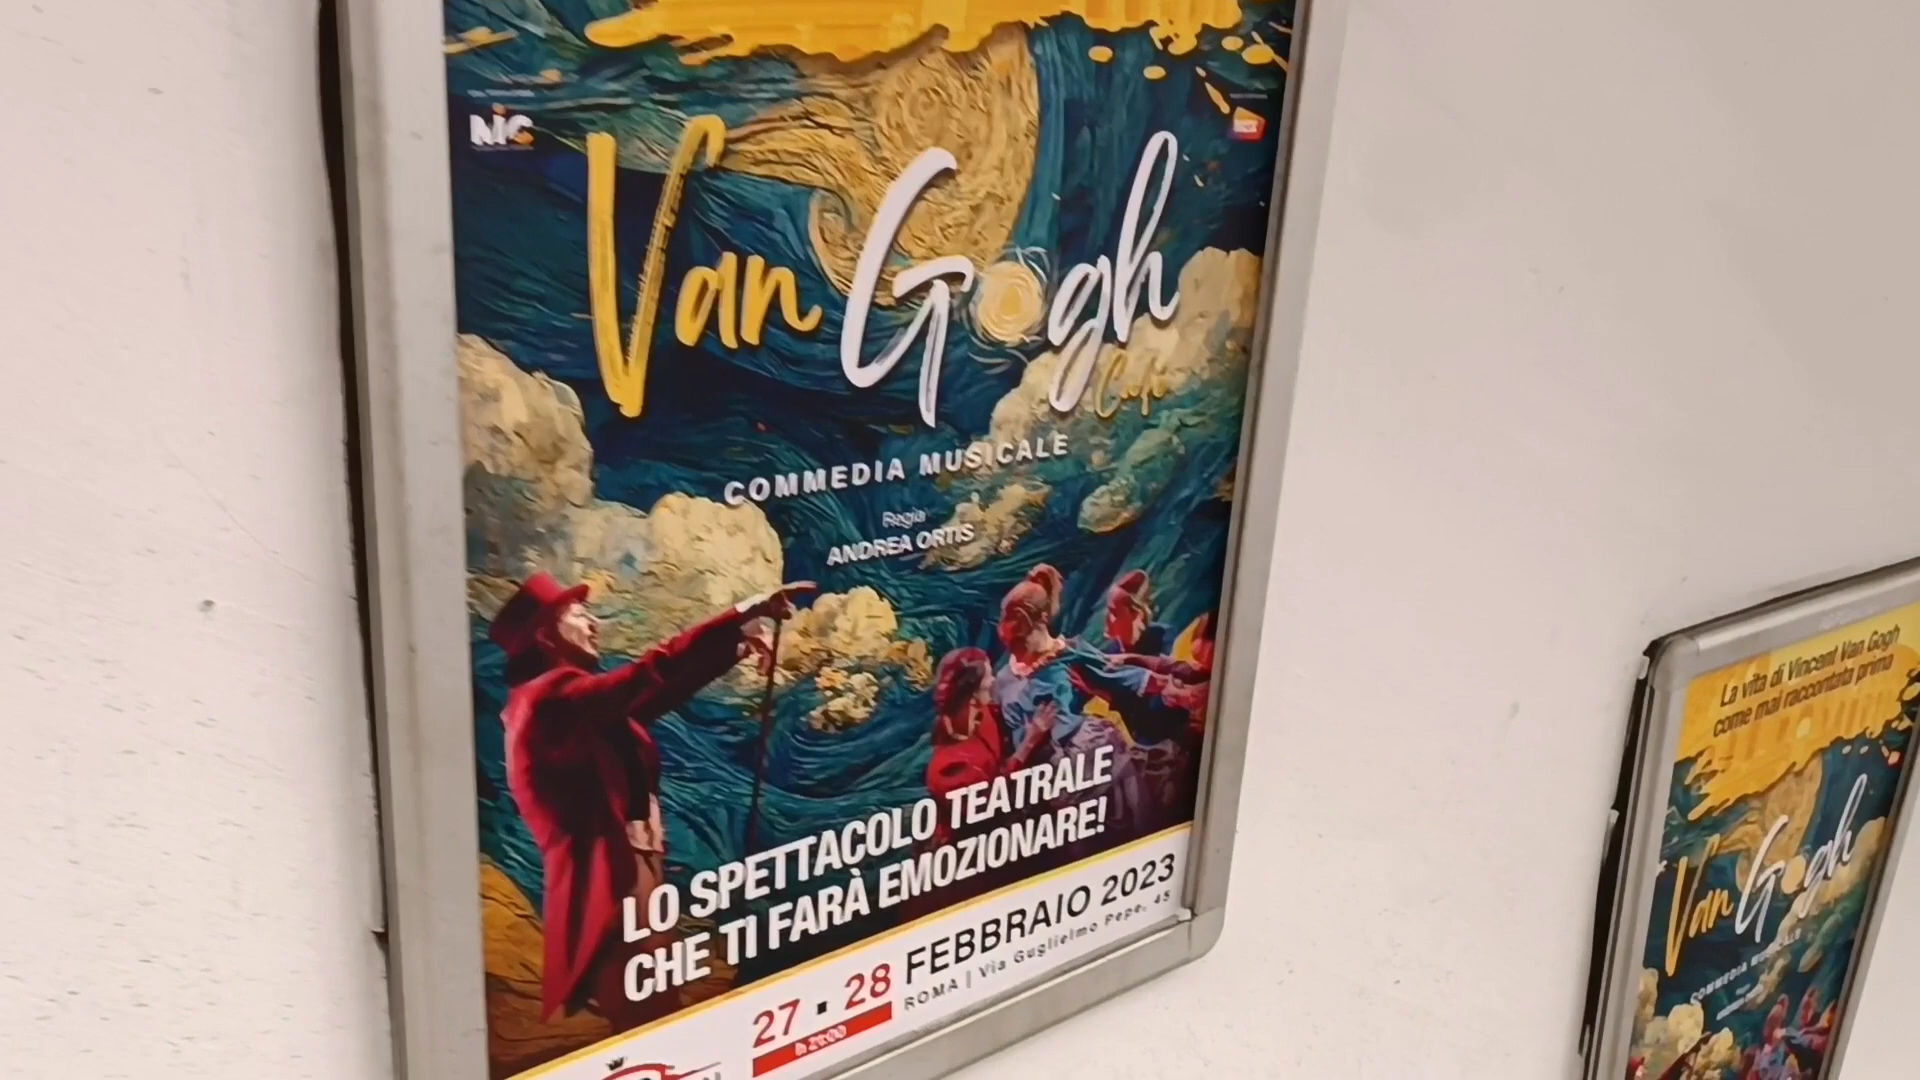 NIC
Van Gogh
Café
COMMEDIA MUSICALE
Regia
ANDREA ORTIS
LO SPETTACOLO TEATRALE
CHE TI FARÀ EMOZIONARE!
27 · 28 FEBBRAIO 2023
ROMA | Via Guglielmo Pepe, 45
La vita di Vincent Van Gogh
come mai raccontata prima
Van Gogh
COMMEDIA MUSICALE